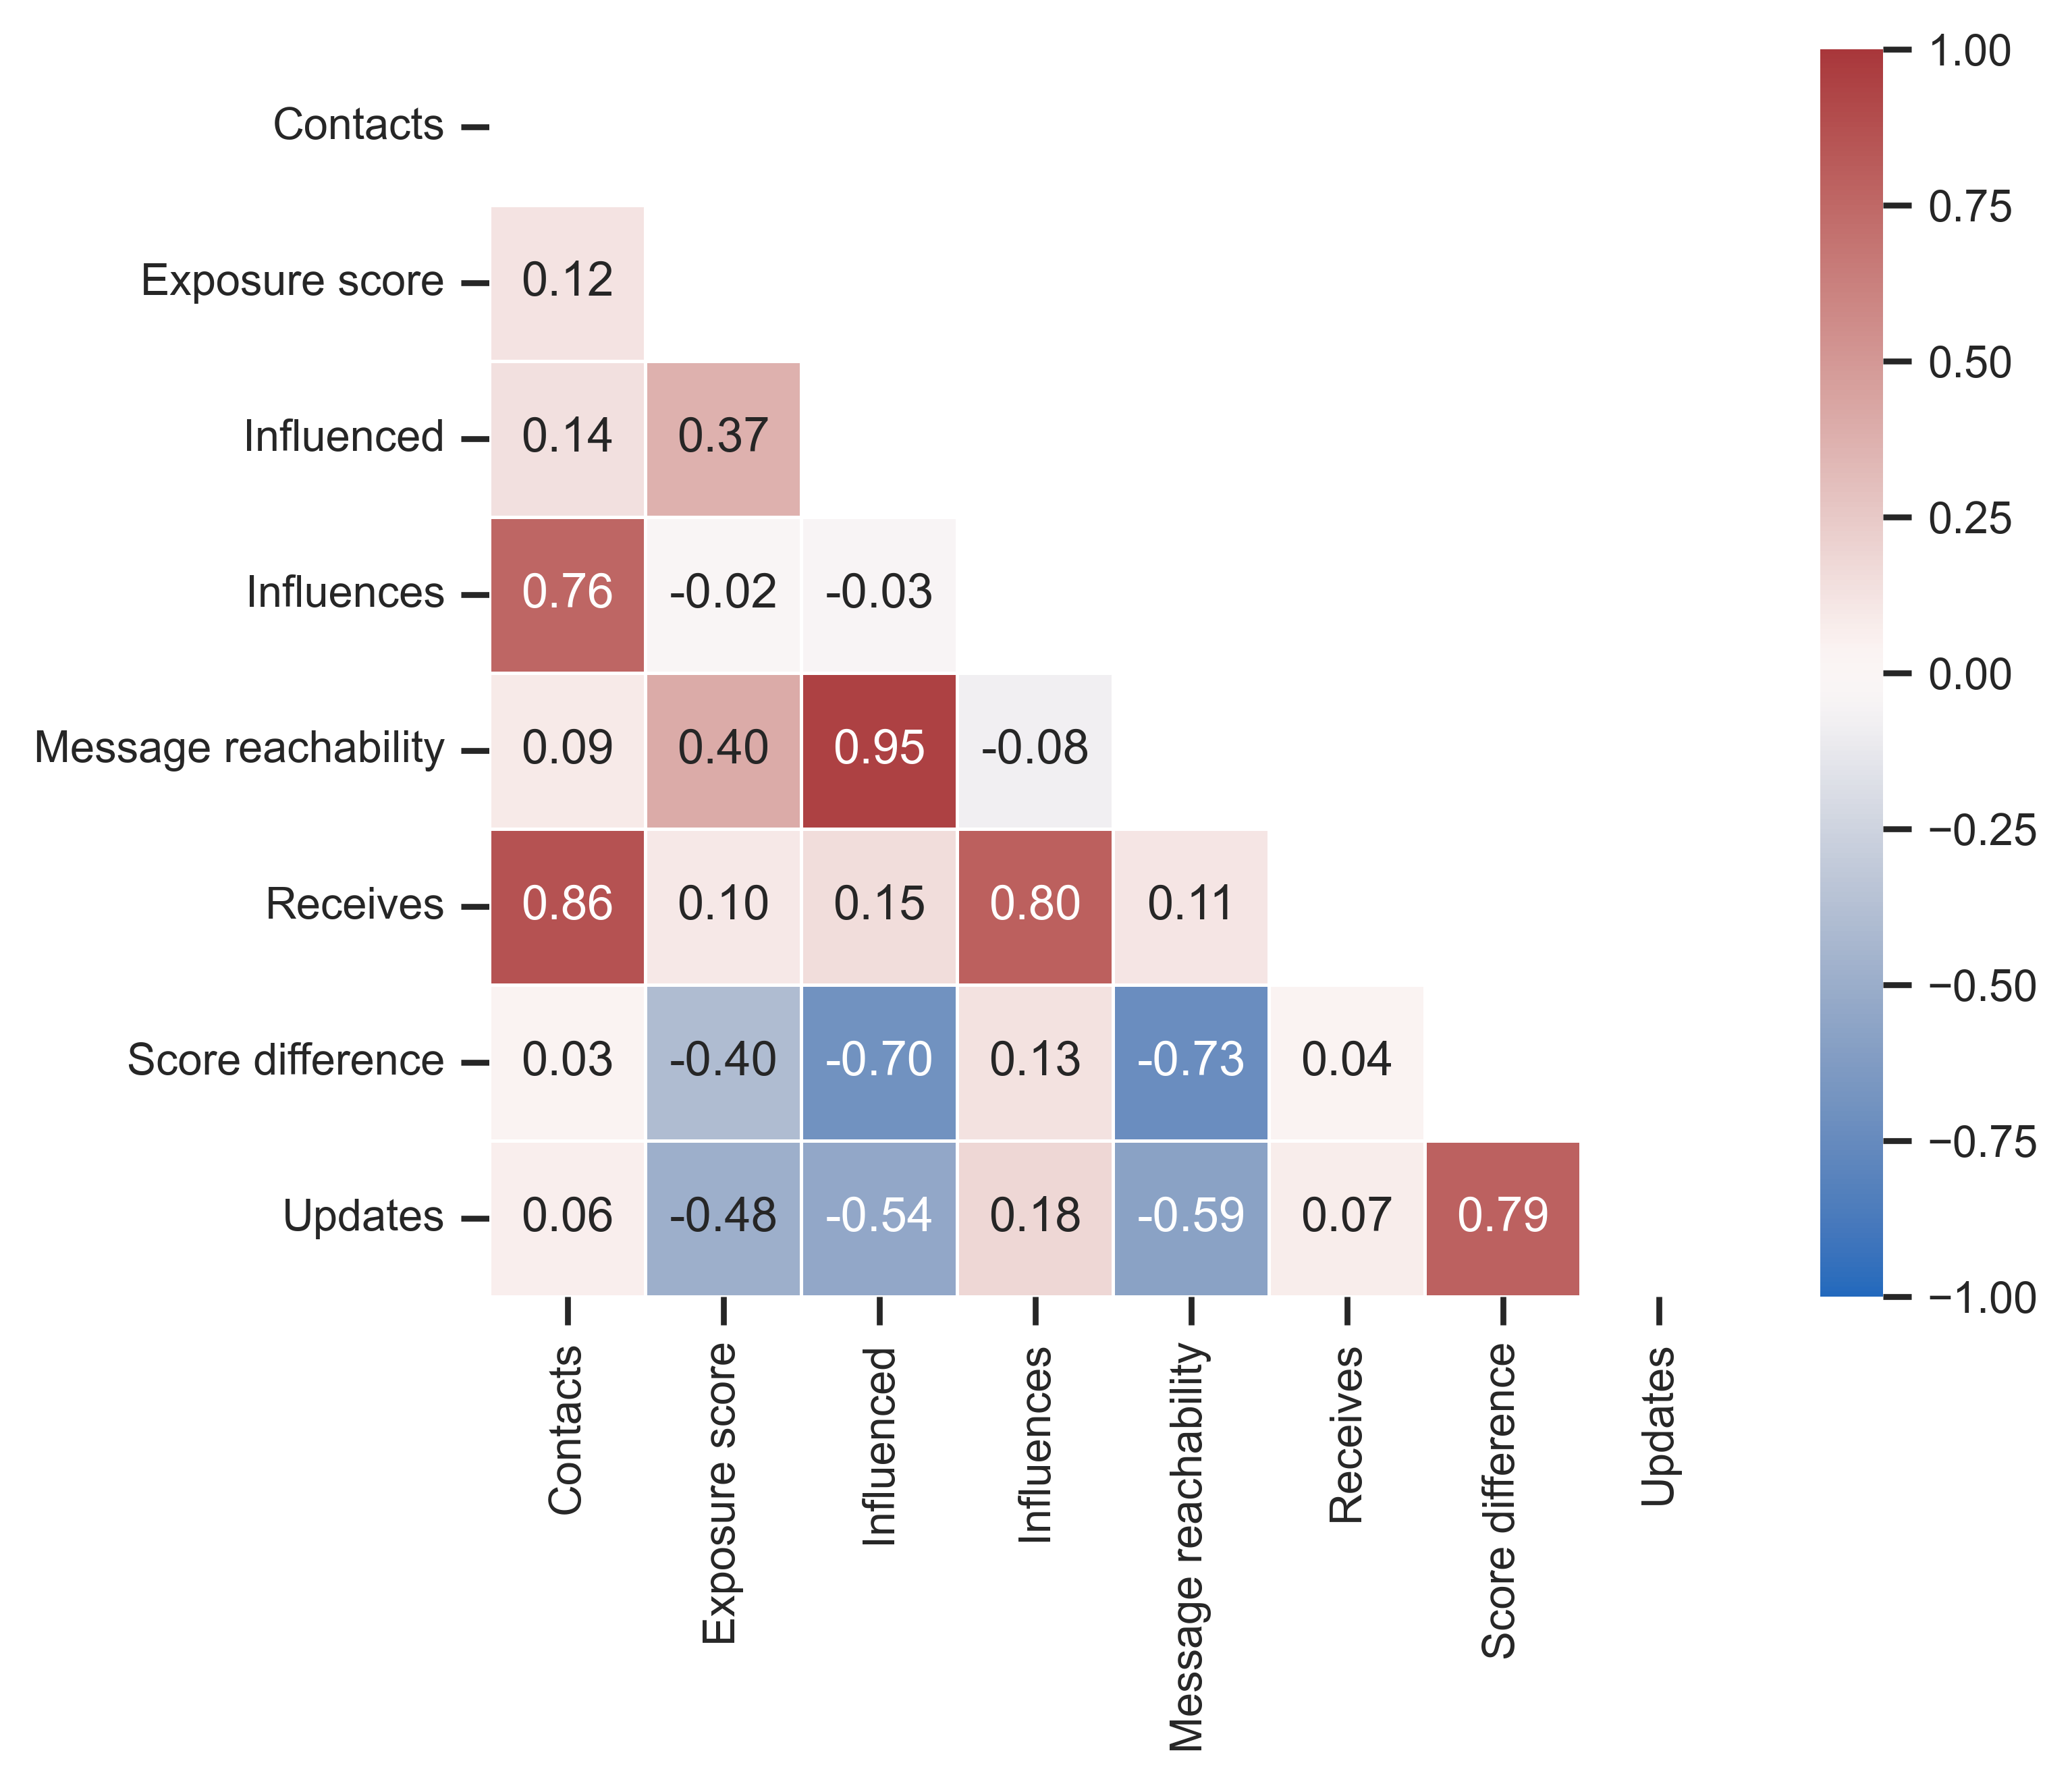 Contacts
Exposure score 0.12
Influenced 0.14 0.37
Influences 0.76 -0.02 -0.03
Message reachability 0.09 0.40 0.95 -0.08
Receives 0.86 0.10 0.15 0.80 0.11
Score difference 0.03 -0.40 -0.70 0.13 -0.73 0.04
Updates 0.06 -0.48 -0.54 0.18 -0.59 0.07 0.79
Contacts
Exposure score
Influenced
Influences
Message reachability
Receives
Score difference
Updates
1.00
0.75
0.50
0.25
0.00
−0.25
−0.50
−0.75
−1.00